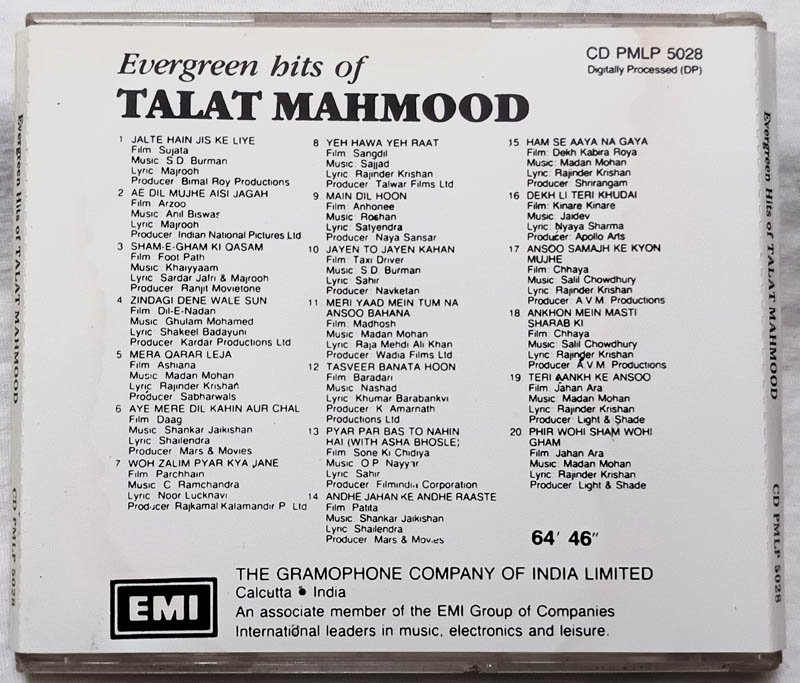 Evergreen hits of
TALAT MAHMOOD
CD PMLP 5028
Digitally Processed (DP)
1 JALTE HAIN JIS KE LIYE
Film Sujata
Music S.D. Burman
Lyric Majrooh
Producer Bimal Roy Productions
2 AE DIL MUJHE AISI JAGAH
Film Arzoo
Music Anil Biswas
Lyric Majrooh
Producer Indian National Pictures Ltd
3 SHAM-E-GHAM KI QASAM
Film Foot Path
Music Khaiyyaam
Lyric Sardar Jafri & Majrooh
Producer Ranjit Movietone
4 ZINDAGI DENE WALE SUN
Film Dil-E-Nadan
Music Ghulam Mohamed
Lyric Shakeel Badayuni
Producer Kardar Productions Ltd
5 MERA QARAR LEJA
Film Ashiana
Music Madan Mohan
Lyric Rajinder Krishan
Producer Sabharwals
6 AYE MERE DIL KAHIN AUR CHAL
Film Daag
Music Shankar Jaikishan
Lyric Shailendra
Producer Mars & Movies
7 WOH ZALIM PYAR KYA JANE
Film Parchhain
Music C Ramchandra
Lyric Noor Lucknavi
Producer Rajkamal Kalamandir P Ltd
8 YEH HAWA YEH RAAT
Film: Sangdil
Music: Sajjad
Lyric Rajinder Krishan
Producer Talwar Films Ltd
9 MAIN DIL HOON
Film Anhonee
Music Roshan
Lyric Satyendra
Producer Naya Sansar
10 JAYEN TO JAYEN KAHAN
Film Taxi Driver
Music S.D. Burman
Lyric Sahir
Producer Navketan
11 MERI YAAD MEIN TUM NA
ANSOO BAHANA
Film Madhosh
Music Madan Mohan
Lyric Raja Mehdi Ali Khan
Producer Wadia Films Ltd
12 TASVEER BANATA HOON
Film Baradari
Music Nashad
Lyric Khumar Barabankvi
Producer K Amarnath
Productions Ltd
13 PYAR PAR BAS TO NAHIN
HAI (WITH ASHA BHOSLE)
Film Sone Ki Chidiya
Music O P Nayyar
Lyric Sahir
Producer Filmindia Corporation
14 ANDHE JAHAN KE ANDHE RAASTE
Film Patita
Music Shankar Jaikishan
Lyric Shailendra
Producer Mars & Movies
15 HAM SE AAYA NA GAYA
Film: Dekh Kabira Roya
Music: Madan Mohan
Lyric: Rajinder Krishan
Producer: Shrirangam
16 DEKH LI TERI KHUDAI
Film: Kinare Kinare
Music: Jaidev
Lyric: Nyaya Sharma
Producer: Apollo Arts
17 ANSOO SAMAJH KE KYON
MUJHE
Film: Chhaya
Music: Salil Chowdhury
Lyric: Rajinder Krishan
Producer: A.V.M. Productions
18 ANKHON MEIN MASTI
SHARAB KI
Film: Chhaya
Music: Salil Chowdhury
Lyric: Rajinder Krishan
Producer: A.V.M. Productions
19 TERI AANKH KE ANSOO
Film: Jahan Ara
Music: Madan Mohan
Lyric: Rajinder Krishan
Producer: Light & Shade
20 PHIR WOHI SHAM WOHI
GHAM
Film: Jahan Ara
Music: Madan Mohan
Lyric: Rajinder Krishan
Producer: Light & Shade
64' 46"
EMI
THE GRAMOPHONE COMPANY OF INDIA LIMITED
Calcutta • India
An associate member of the EMI Group of Companies
International leaders in music, electronics and leisure.
Evergreen Hits of TALAT MAHMOOD CD PMLP 5028
Evergreen Hits of TALAT MAHMOOD CD PMLP 5028